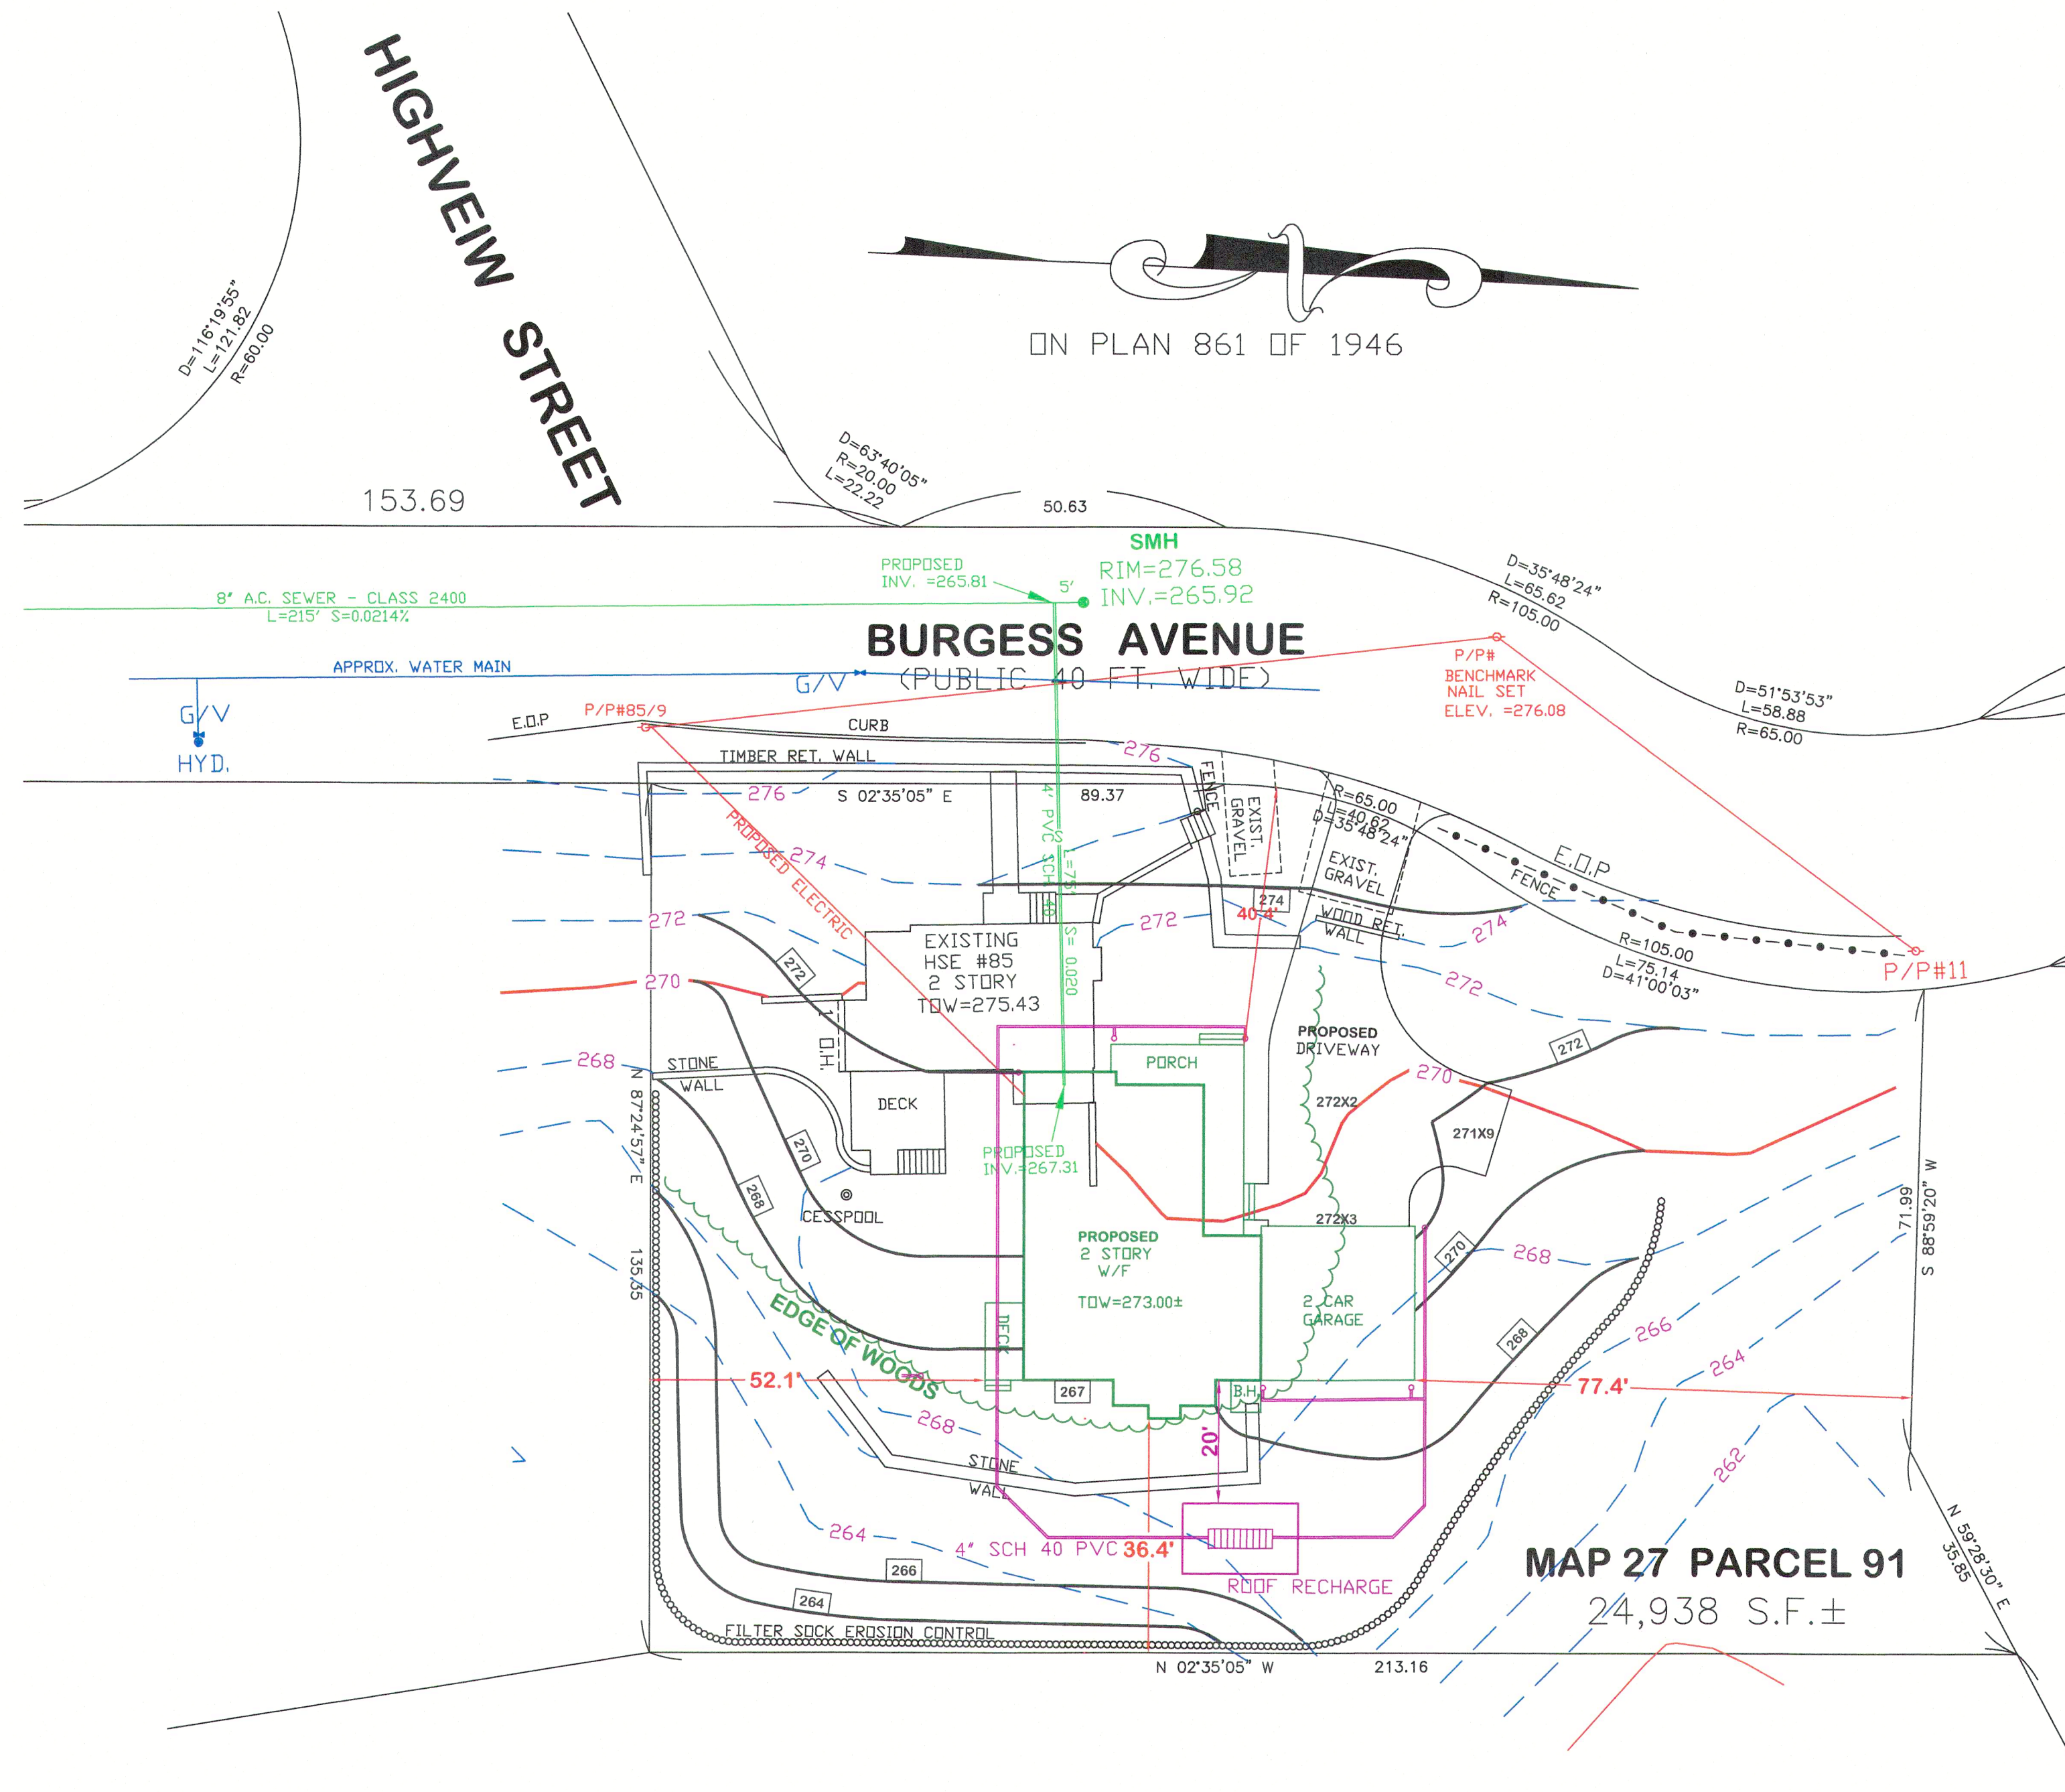 HIGHVEIW STREET
D=116°19'55"
L=121.82
R=60.00
153.69
ON PLAN 861 OF 1946
D=63°40'05"
R=20.00
L=22.22
50.63
SMH
RIM=276.58
INV.=265.92
PROPOSED
INV. =265.81
5'
8" A.C. SEWER - CLASS 2400
L=215' S=0.0214%
BURGESS AVENUE
(PUBLIC 40 FT. WIDE)
APPROX. WATER MAIN
G/V
G/V
HYD.
D=35°48'24"
L=65.62
R=105.00
P/P#
BENCHMARK
NAIL SET
ELEV. =276.08
D=51°53'53"
L=58.88
R=65.00
E.O.P
P/P#85/9
CURB
TIMBER RET. WALL
276
276
S 02°35'05" E
89.37
FENCE
EXIST.
GRAVEL
R=65.00
L=40.62
D=35°48'24"
EXIST.
GRAVEL
E.O.P
FENCE
PROPOSED ELECTRIC
4' PVC SCH 40
L=75'
S= 0.020
274
274
40.4'
WOOD RET.
WALL
274
R=105.00
L=75.14
D=41°00'03"
P/P#11
272
272
272
EXISTING
HSE #85
2 STORY
TOW=275.43
272
270
1' O.H.
STONE
WALL
268
N 87°24'57" E
135.35
DECK
PORCH
PROPOSED
DRIVEWAY
272
270
272X2
271X9
270
268
PROPOSED
INV.=267.31
CESSPOOL
PROPOSED
2 STORY
W/F
TOW=273.00±
272X3
270
268
S 88°59'20" W
71.99
EDGE OF WOODS
DECK
2 CAR
GARAGE
268
266
264
52.1'
267
B.H.
77.4'
268
20'
STONE
WALL
262
264
4" SCH 40 PVC
36.4'
ROOF RECHARGE
266
264
MAP 27 PARCEL 91
24,938 S.F.±
N 59°28'30" E
35.85
FILTER SOCK EROSION CONTROL
N 02°35'05" W
213.16